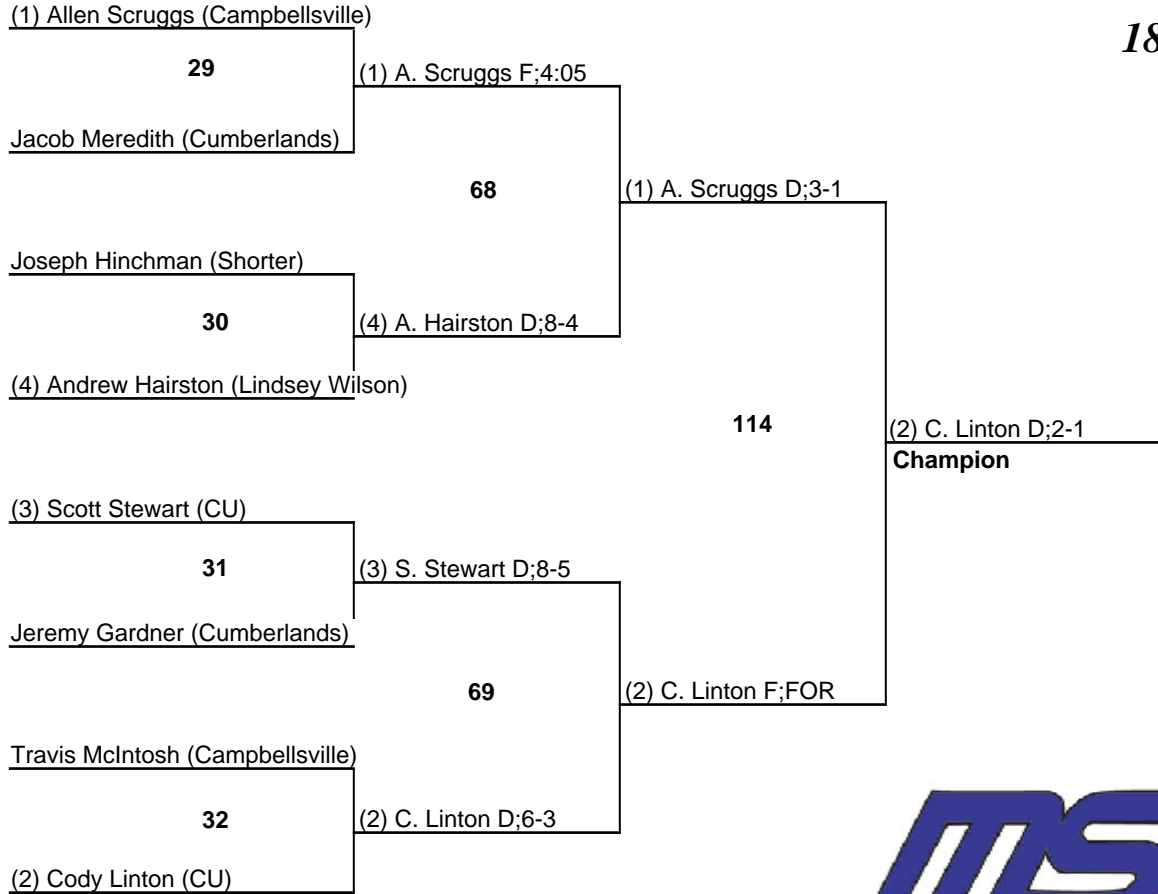 (1) Allen Scruggs (Campbellsville)
18
29
(1) A. Scruggs F;4:05
Jacob Meredith (Cumberlands)
68
(1) A. Scruggs D;3-1
Joseph Hinchman (Shorter)
30
(4) A. Hairston D;8-4
(4) Andrew Hairston (Lindsey Wilson)
114
(2) C. Linton D;2-1
Champion
(3) Scott Stewart (CU)
31
(3) S. Stewart D;8-5
Jeremy Gardner (Cumberlands)
69
(2) C. Linton F;FOR
Travis McIntosh (Campbellsville)
32
(2) C. Linton D;6-3
(2) Cody Linton (CU)
MS